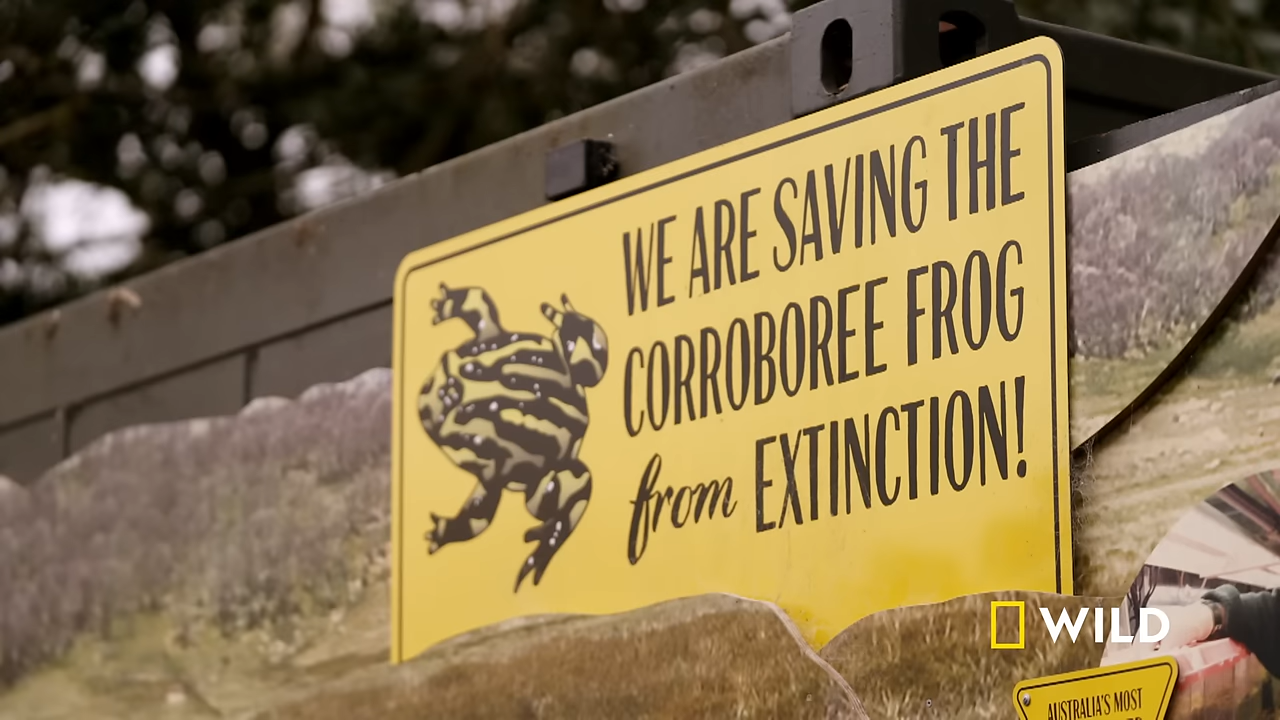 WE ARE SAVING THE
CORROBOREE FROG
from EXTINCTION!
WILD
AUSTRALIA'S MOST